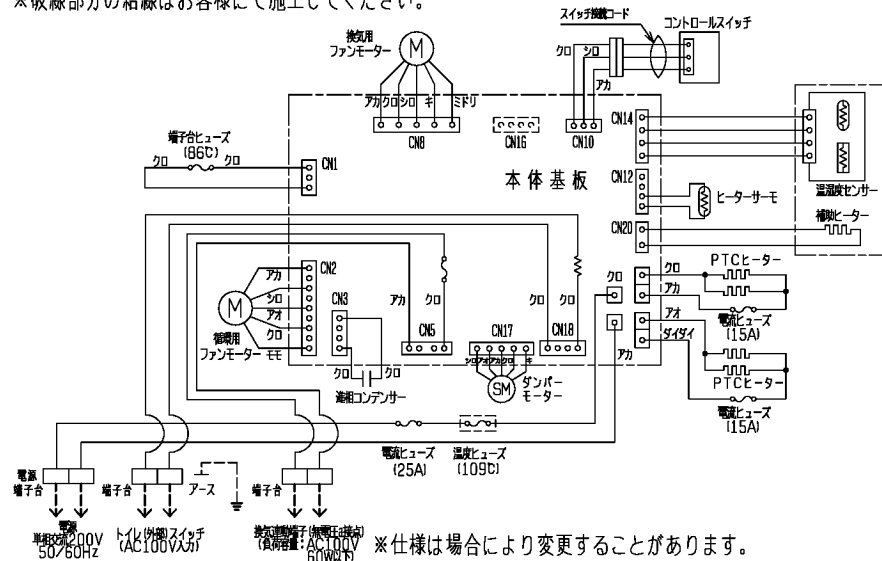 ※破線部分の結線はお客様にて施工してください。
スイッチ接続コード
コントロールスイッチ
換気用
ファンモーター
M
クロ
シロ
アカ
アカ
クロ
シロ
キ
ミドリ
CN8
CN16
CN10
CN14
端子台ヒューズ
(86℃)
クロ
クロ
CN1
本体基板
CN12
ヒーターサーモ
温湿度センサー
補助ヒーター
CN20
PTCヒーター
クロ
クロ
アカ
電流ヒューズ
(15A)
CN2
アカ
シロ
アオ
クロ
モモ
M
循環用
ファンモーター
CN3
クロ
クロ
進相コンデンサー
アカ
クロ
CN5
CN17
シロ
アオ
アカ
クロ
キ
SM
ダンパー
モーター
クロ
クロ
CN18
アカ
アオ
ダイダイ
PTCヒーター
電流ヒューズ
(15A)
電流ヒューズ
(25A)
温度ヒューズ
(109℃)
電源
端子台
端子台
アース
端子台
電源
単相交流200V
50/60Hz
トイレ(外部)スイッチ
(AC100V入力)
換気連動端子(無電圧a接点)
(負荷容量:AC100V
60W以下)
※仕様は場合により変更することがあります。